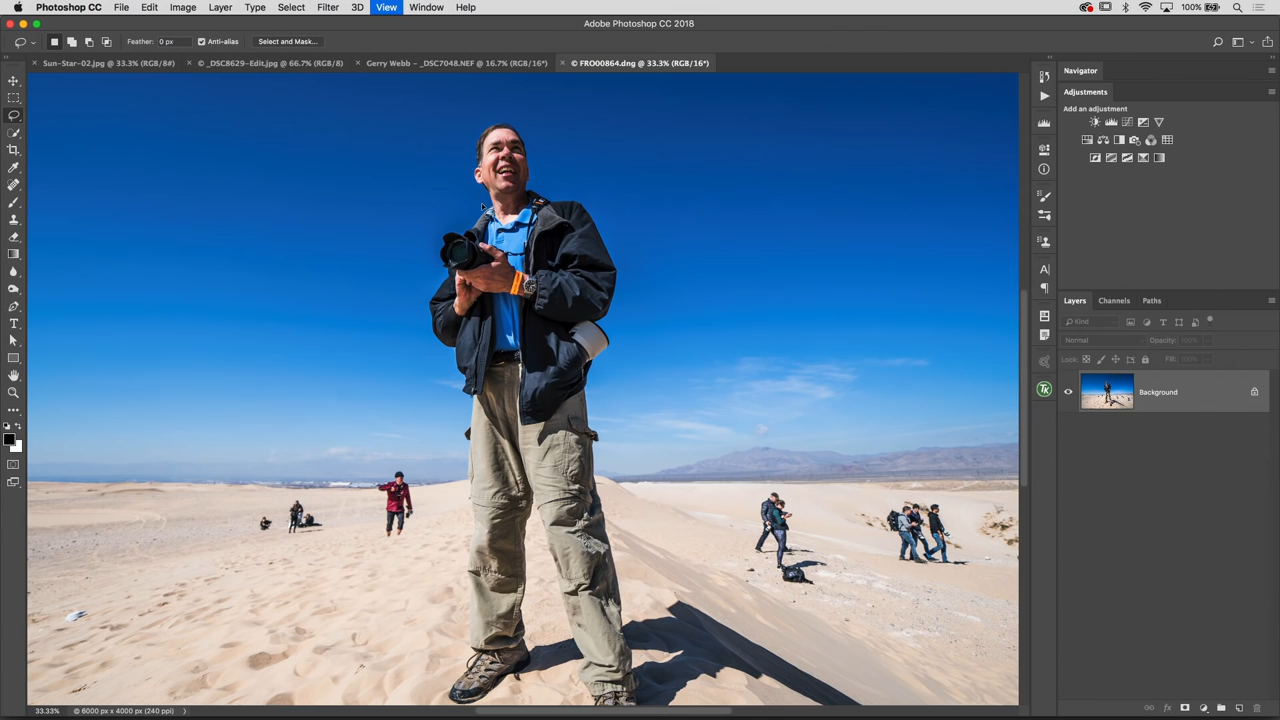 Photoshop CC File Edit Image Layer Type Select Filter 3D View Window Help 100%
Adobe Photoshop CC 2018
Feather: 0 px Anti-alias Select and Mask...
Sun-Star-02.jpg @ 33.3% (RGB/8#) © _DSC8629-Edit.jpg @ 66.7% (RGB/8) Gerry Webb - _DSC7048.NEF @ 16.7% (RGB/16*) © FRO00864.dng @ 33.3% (RGB/16*)
Navigator
Adjustments
Add an adjustment
Layers Channels Paths
Kind
Normal Opacity: 100%
Lock: Fill: 100%
Background
TK
33.33% © 6000 px x 4000 px (240 ppi)